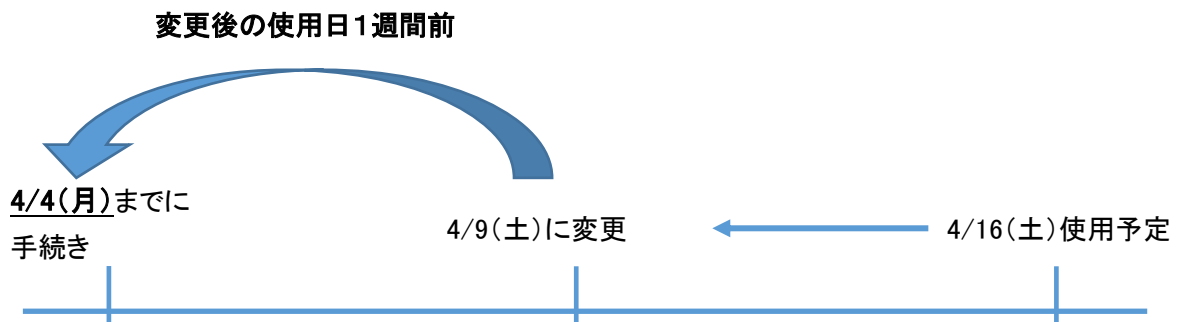 変更後の使用日1週間前
4/4(月)までに
手続き
4/9(土)に変更
4/16(土)使用予定